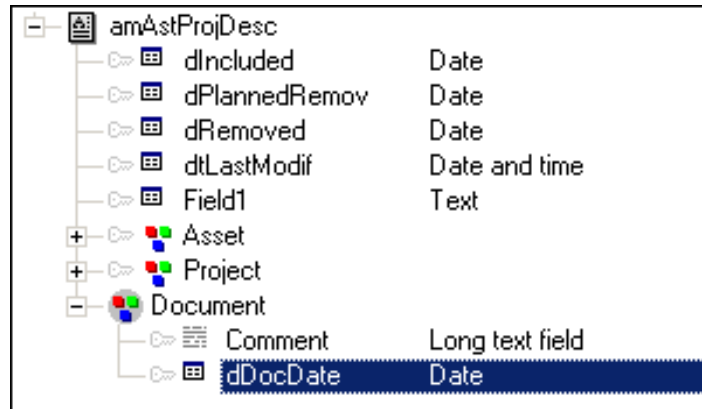 amAstProjDesc
dIncluded Date
dPlannedRemov Date
dRemoved Date
dtLastModif Date and time
Field1 Text
Asset
Project
Document
Comment Long text field
dDocDate Date